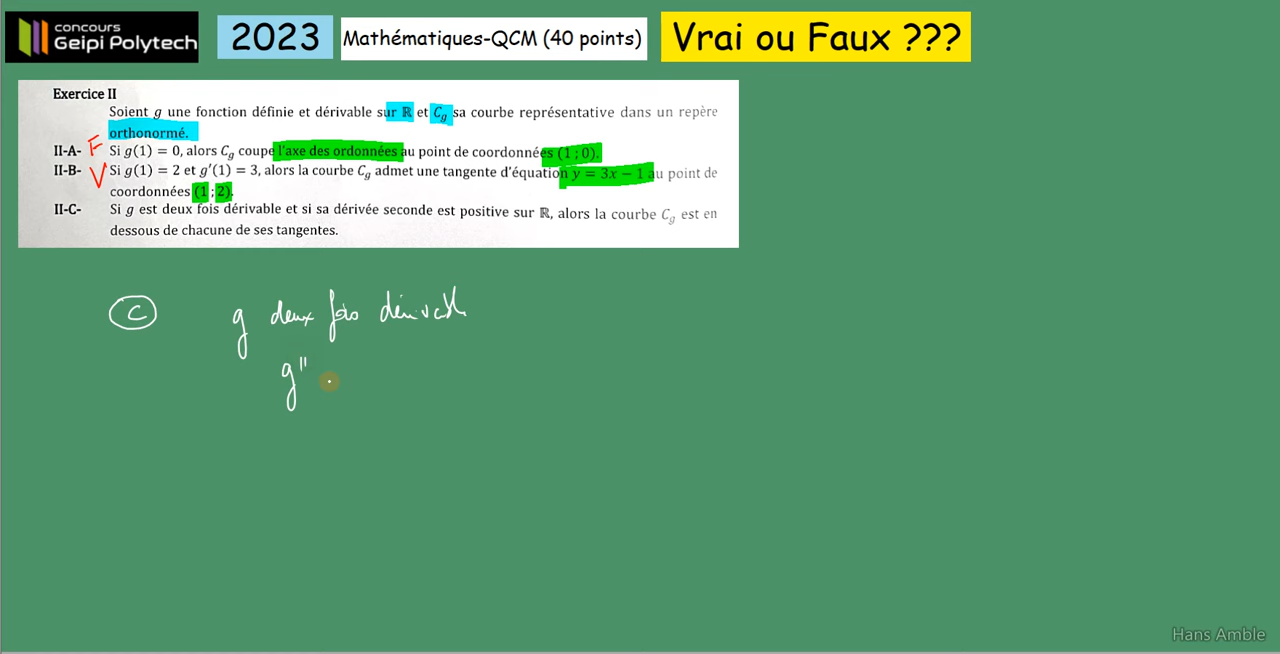 concours
Geipi Polytech
2023
Mathématiques-QCM (40 points)
Vrai ou Faux ???
Exercice II
Soient g une fonction définie et dérivable sur ℝ et Cg sa courbe représentative dans un repère
orthonormé.
II-A- F Si g(1) = 0, alors Cg coupe l'axe des ordonnées au point de coordonnées (1 ; 0).
II-B- V Si g(1) = 2 et g′(1) = 3, alors la courbe Cg admet une tangente d'équation y = 3x − 1 au point de
coordonnées (1 ; 2).
II-C- Si g est deux fois dérivable et si sa dérivée seconde est positive sur ℝ, alors la courbe Cg est en
dessous de chacune de ses tangentes.
C g deux fois dérivable
g"
Hans Amble